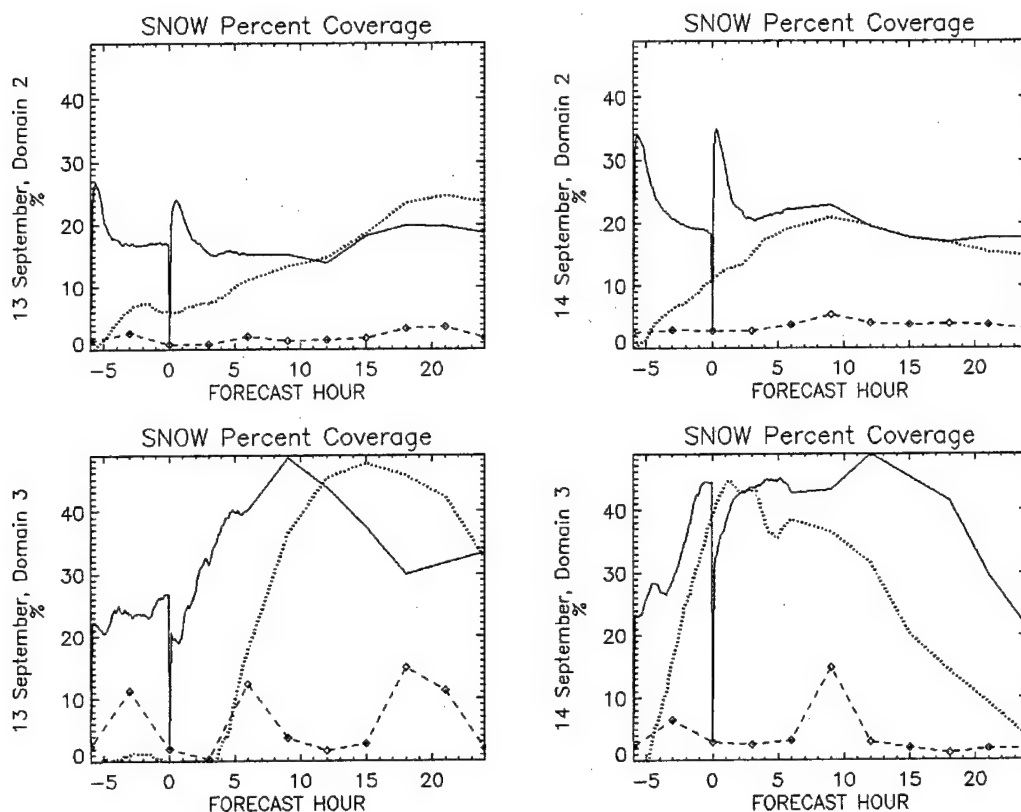 SNOW Percent Coverage
13 September, Domain 2
%
40
30
20
10
0
-5 0 5 10 15 20
FORECAST HOUR
SNOW Percent Coverage
14 September, Domain 2
%
40
30
20
10
0
-5 0 5 10 15 20
FORECAST HOUR
SNOW Percent Coverage
13 September, Domain 3
%
40
30
20
10
0
-5 0 5 10 15 20
FORECAST HOUR
SNOW Percent Coverage
14 September, Domain 3
%
40
30
20
10
0
-5 0 5 10 15 20
FORECAST HOUR